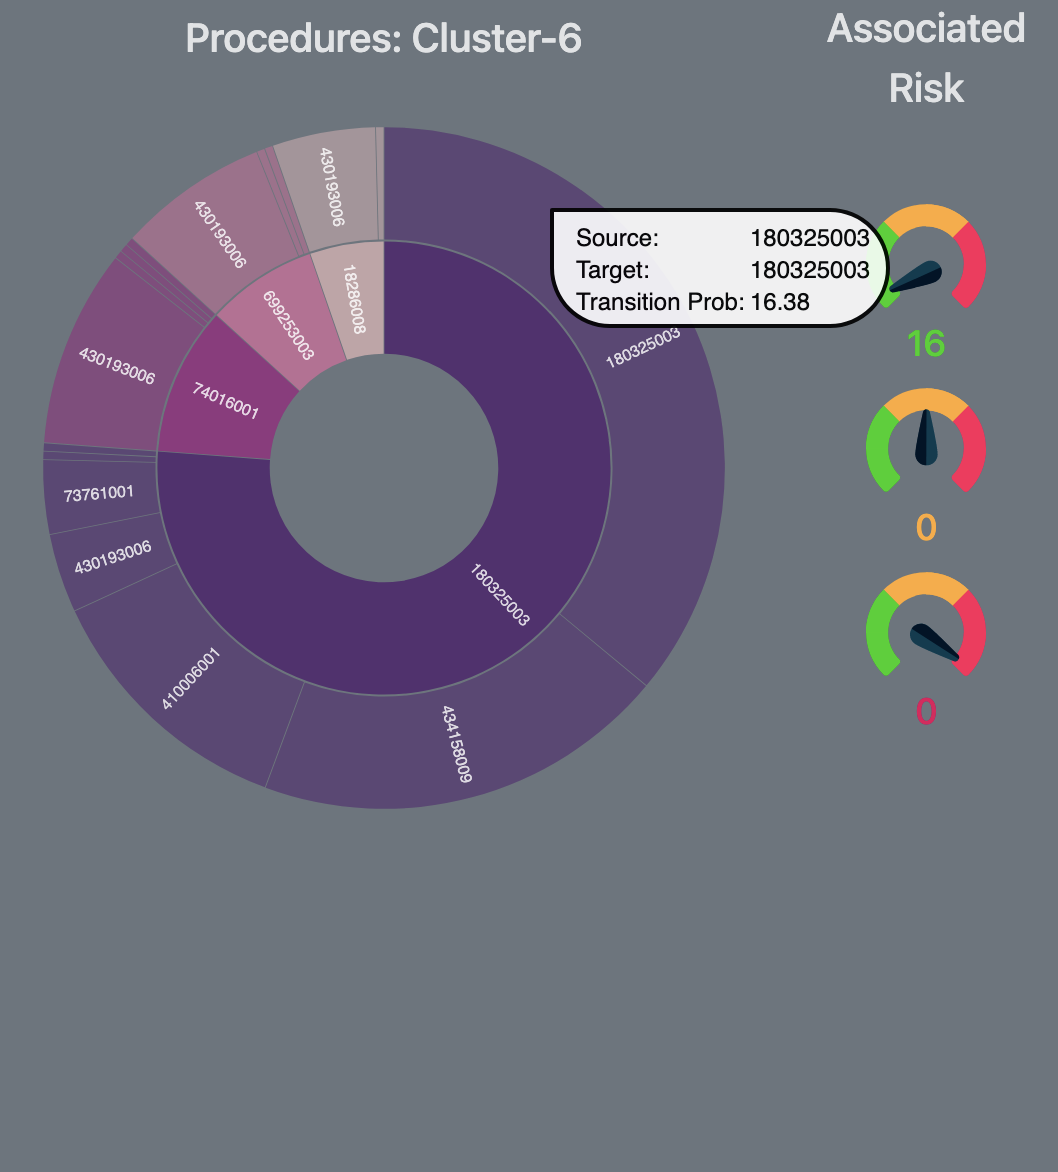 Procedures: Cluster-6
Associated
Risk
430193006
430193006
18286008
699253003
430193006
74016001
73761001
430193006
410006001
434158009
180325003
180325003
Source: 180325003
Target: 180325003
Transition Prob: 16.38
16
0
0